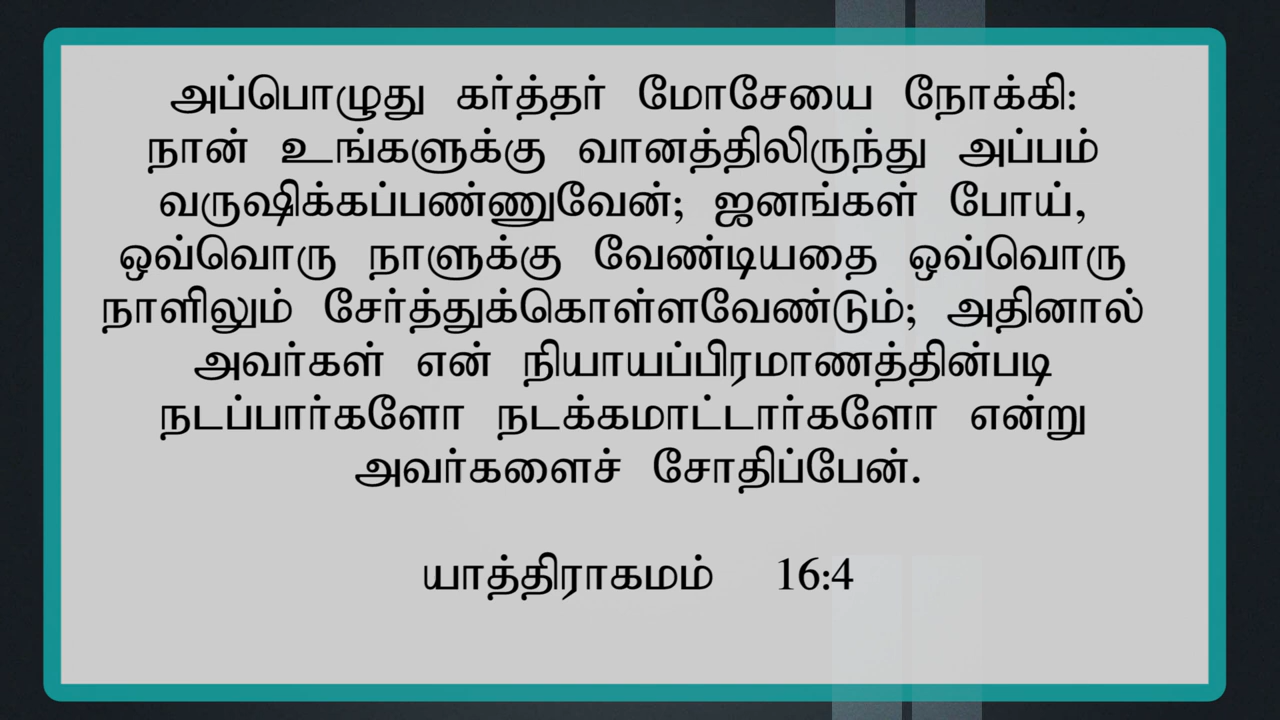 அப்பொழுது கர்த்தர் மோசேயை நோக்கி:
நான் உங்களுக்கு வானத்திலிருந்து அப்பம்
வருஷிக்கப்பண்ணுவேன்; ஜனங்கள் போய்,
ஒவ்வொரு நாளுக்கு வேண்டியதை ஒவ்வொரு
நாளிலும் சேர்த்துக்கொள்ளவேண்டும்; அதினால்
அவர்கள் என் நியாயப்பிரமாணத்தின்படி
நடப்பார்களோ நடக்கமாட்டார்களோ என்று
அவர்களைச் சோதிப்பேன்.
யாத்திராகமம் 16:4